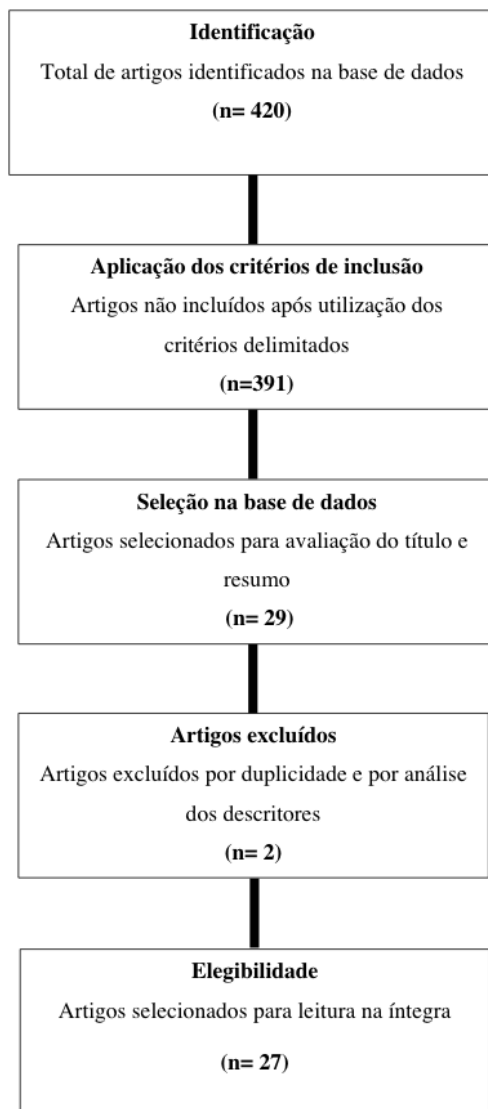 Identificação
Total de artigos identificados na base de dados
(n= 420)
Aplicação dos critérios de inclusão
Artigos não incluídos após utilização dos
critérios delimitados
(n=391)
Seleção na base de dados
Artigos selecionados para avaliação do título e
resumo
(n= 29)
Artigos excluídos
Artigos excluídos por duplicidade e por análise
dos descritores
(n= 2)
Elegibilidade
Artigos selecionados para leitura na íntegra
(n= 27)